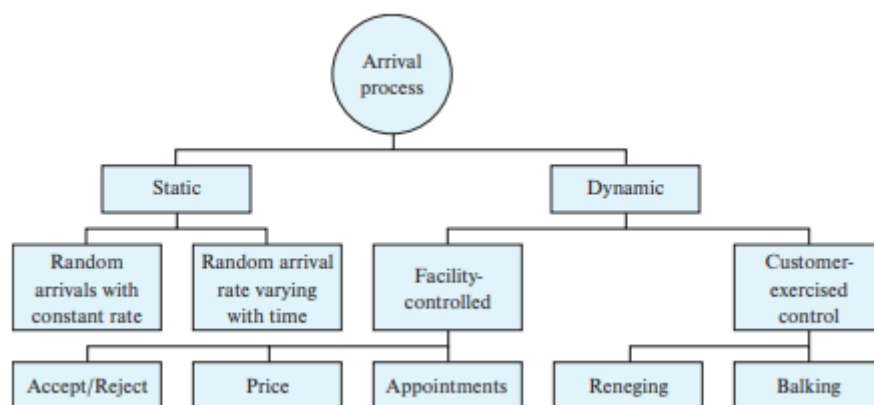 Arrival
process
Static
Dynamic
Random
arrivals with
constant rate
Random arrival
rate varying
with time
Facility-
controlled
Customer-
exercised
control
Accept/Reject
Price
Appointments
Reneging
Balking